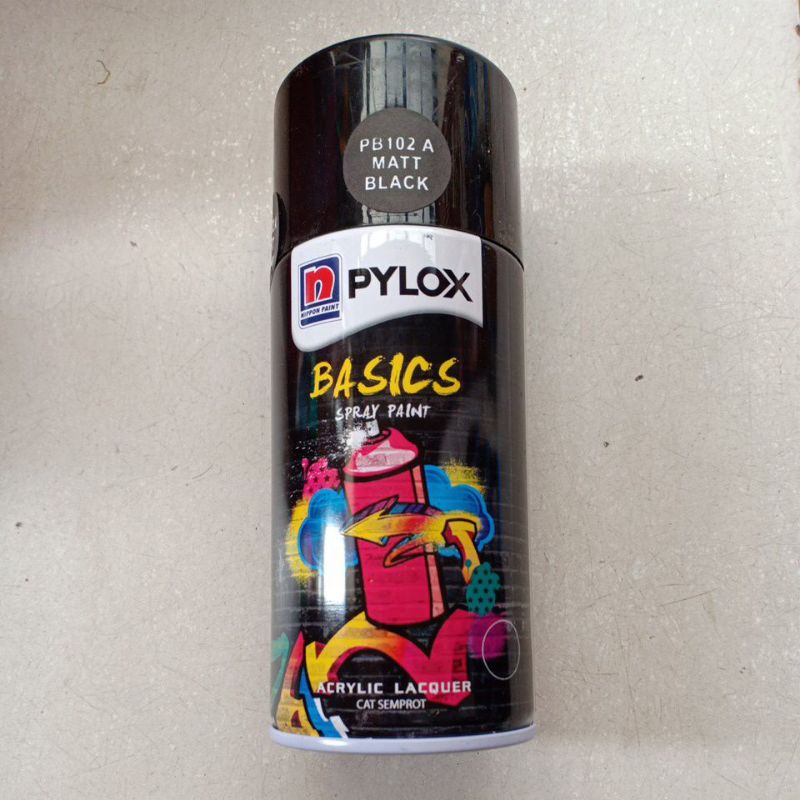 PB102 A
MATT
BLACK
n
NIPPON PAINT
PYLOX
BASICS
SPRAY PAINT
ACRYLIC LACQUER
CAT SEMPROT